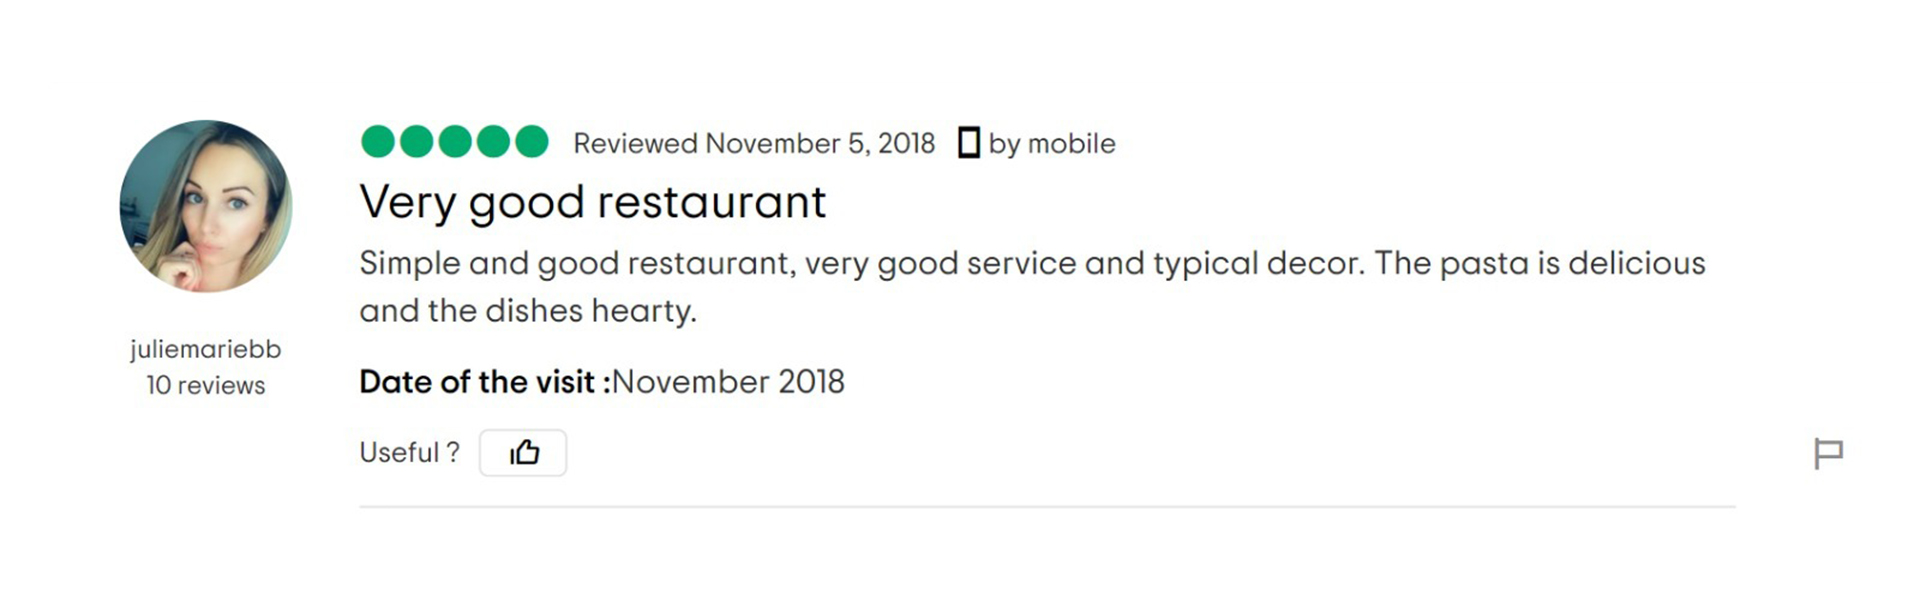 Reviewed November 5, 2018 by mobile
Very good restaurant
Simple and good restaurant, very good service and typical decor. The pasta is delicious
and the dishes hearty.
juliemariebb
10 reviews
Date of the visit :November 2018
Useful ?